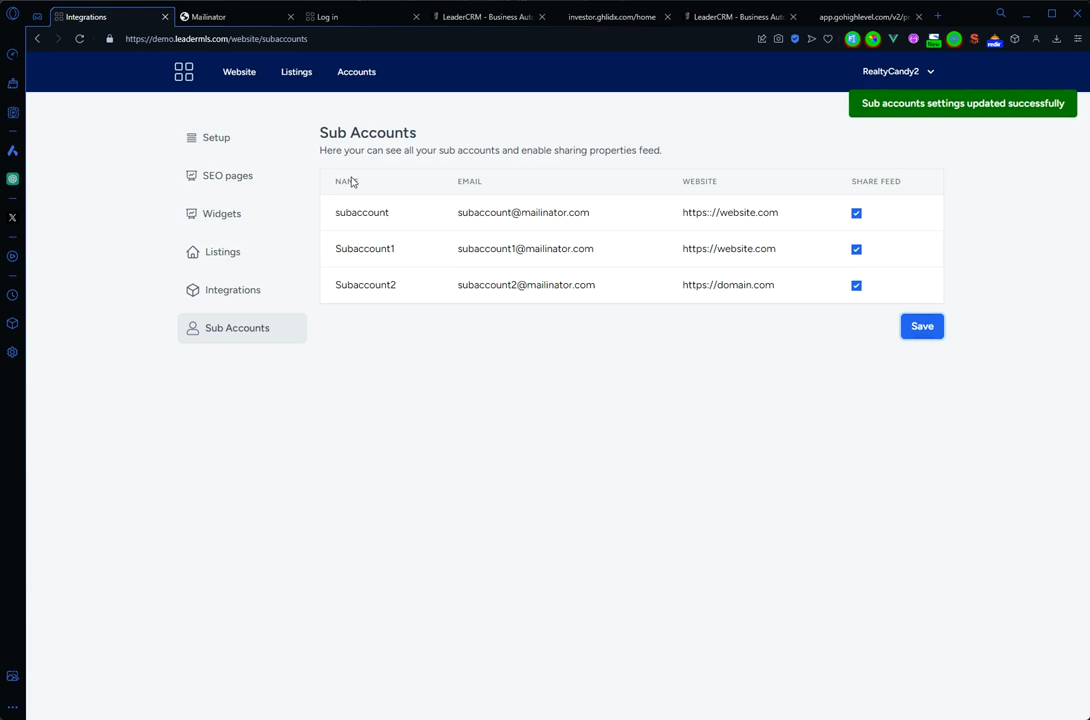 Integrations
Mailinator
Log in
LeaderCRM - Business Aut
investor.ghlidx.com/home
LeaderCRM - Business Aut
app.gohighlevel.com/v2/p
https://demo.leadermls.com/website/subaccounts
Website
Listings
Accounts
RealtyCandy2
Sub accounts settings updated successfully
Setup
SEO pages
Widgets
Listings
Integrations
Sub Accounts
Sub Accounts
Here your can see all your sub accounts and enable sharing properties feed.
NAME EMAIL WEBSITE SHARE FEED
subaccount subaccount@mailinator.com https:://website.com
Subaccount1 subaccount1@mailinator.com https://website.com
Subaccount2 subaccount2@mailinator.com https://domain.com
Save